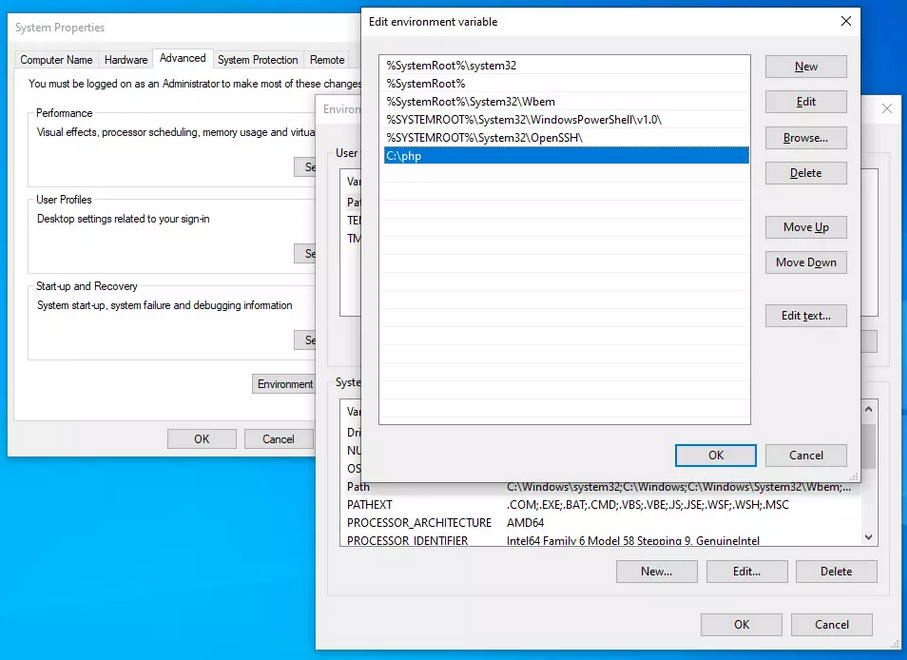 System Properties
Computer Name
Hardware
Advanced
System Protection
Remote
You must be logged on as an Administrator to make most of these changes
Performance
Visual effects, processor scheduling, memory usage and virtua
Se
User Profiles
Desktop settings related to your sign-in
Se
Start-up and Recovery
System start-up, system failure and debugging information
Se
Environment
OK
Cancel
Environ
User
Var
Pat
TE
TM
Edit environment variable
%SystemRoot%\system32
%SystemRoot%
%SystemRoot%\System32\Wbem
%SYSTEMROOT%\System32\WindowsPowerShell\v1.0\
%SYSTEMROOT%\System32\OpenSSH\
C:\php
New
Edit
Browse...
Delete
Move Up
Move Down
Edit text...
OK
Cancel
Syste
Var
Dri
NU
OS
Path C:\Windows\system32;C:\Windows;C:\Windows\System32\Wbem;...
PATHEXT .COM;.EXE;.BAT;.CMD;.VBS;.VBE;.JS;.JSE;.WSF;.WSH;.MSC
PROCESSOR_ARCHITECTURE AMD64
PROCESSOR_IDENTIFIER Intel64 Family 6 Model 58 Stepping 9, GenuineIntel
New...
Edit...
Delete
OK
Cancel